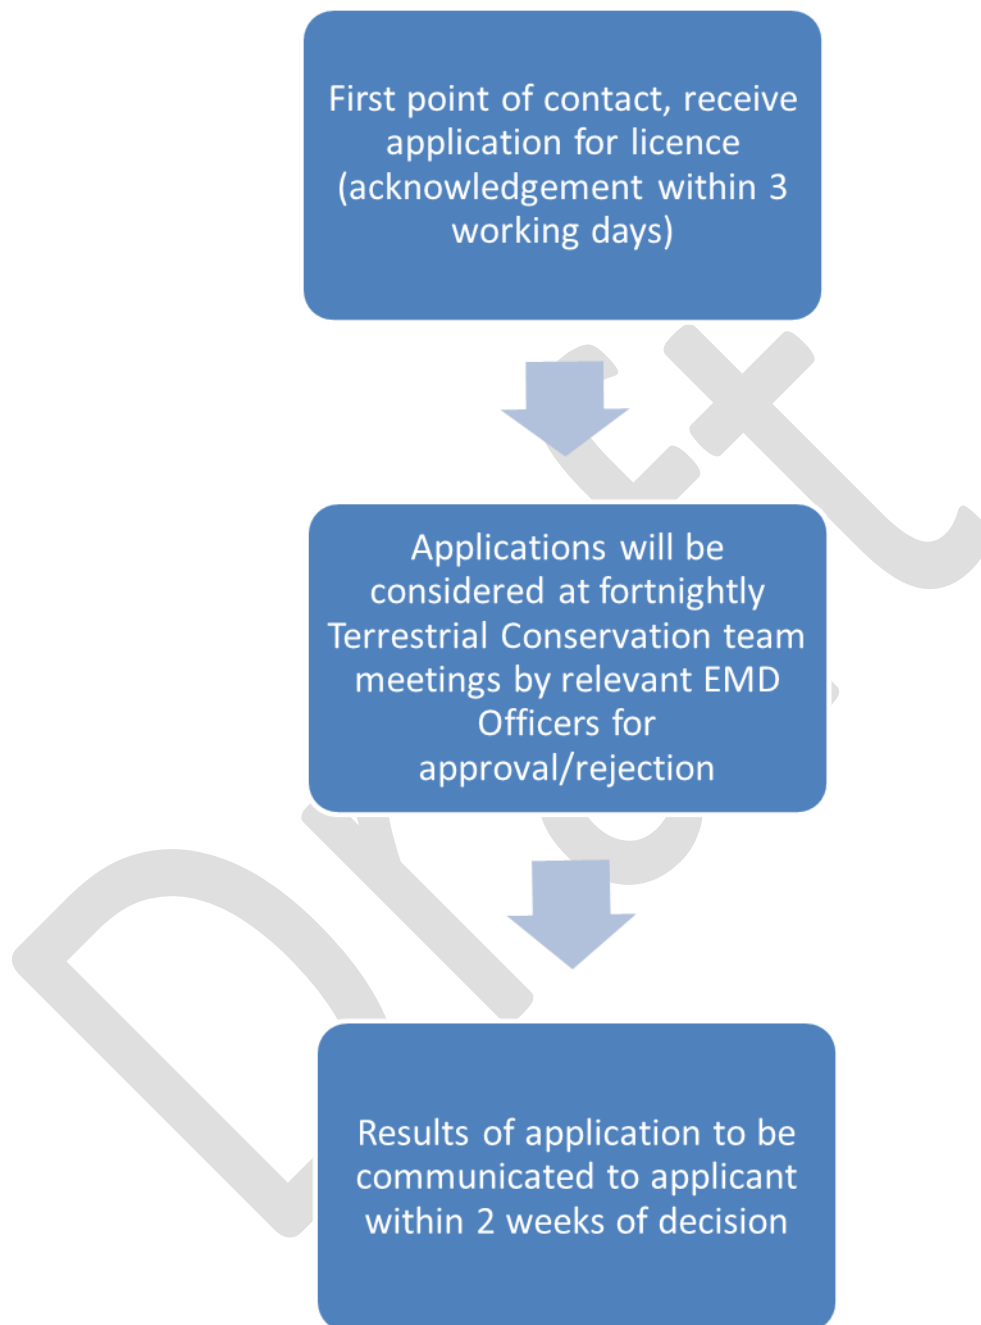 First point of contact, receive
application for licence
(acknowledgement within 3
working days)
Applications will be
considered at fortnightly
Terrestrial Conservation team
meetings by relevant EMD
Officers for
approval/rejection
Results of application to be
communicated to applicant
within 2 weeks of decision
Draft